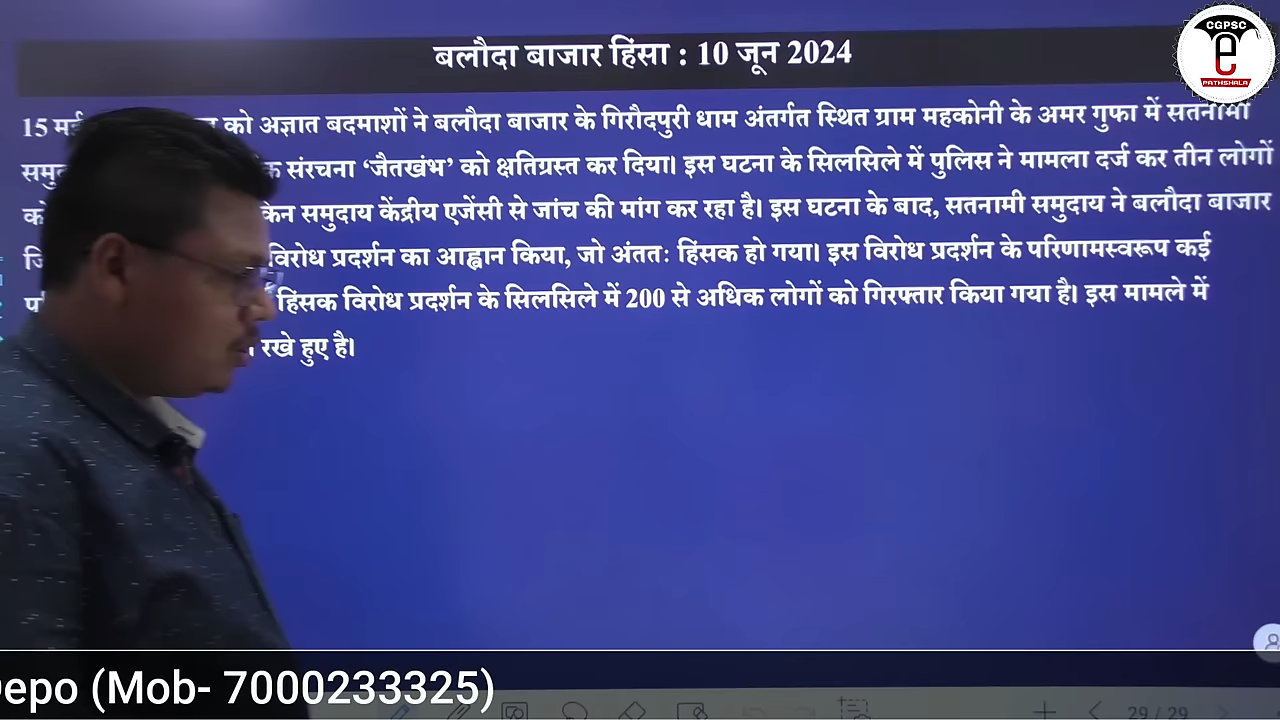 CGPSC
e
PATHSHALA
बलौदा बाजार हिंसा : 10 जून 2024
15 को अज्ञात बदमाशों ने बलौदा बाजार के गिरौदपुरी धाम अंतर्गत स्थित ग्राम महकोनी के अमर गुफा में सतनामी
संरचना ‘जैतखंभ’ को क्षतिग्रस्त कर दिया। इस घटना के सिलसिले में पुलिस ने मामला दर्ज कर तीन लोगों
समुदाय केंद्रीय एजेंसी से जांच की मांग कर रहा है। इस घटना के बाद, सतनामी समुदाय ने बलौदा बाजार
विरोध प्रदर्शन का आह्वान किया, जो अंततः हिंसक हो गया। इस विरोध प्रदर्शन के परिणामस्वरूप कई
हिंसक विरोध प्रदर्शन के सिलसिले में 200 से अधिक लोगों को गिरफ्तार किया गया है। इस मामले में
रखे हुए है।
Depo (Mob- 7000233325)
29 / 29